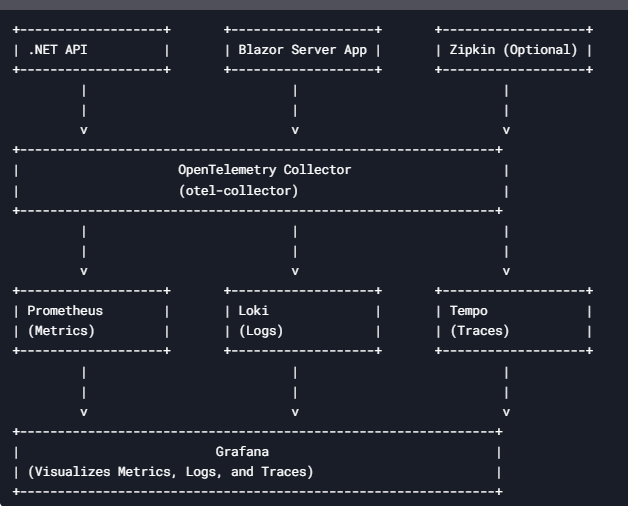 .NET API Blazor Server App Zipkin (Optional)
OpenTelemetry Collector
(otel-collector)
Prometheus Loki Tempo
(Metrics) (Logs) (Traces)
Grafana
(Visualizes Metrics, Logs, and Traces)